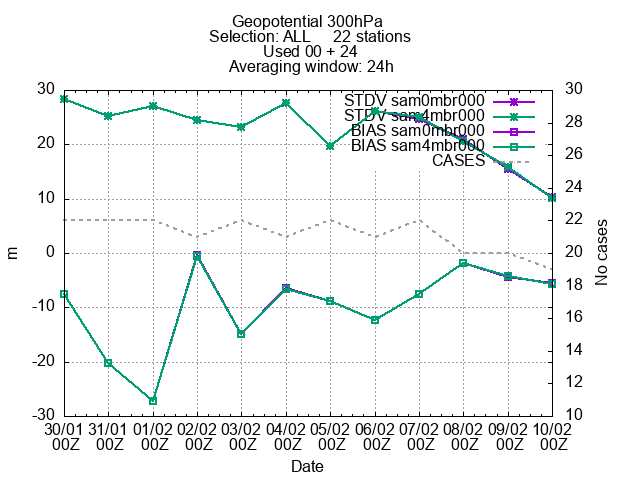 Geopotential 300hPa
Selection: ALL 22 stations
Used 00 + 24
Averaging window: 24h
STDV sam0mbr000
STDV sam4mbr000
BIAS sam0mbr000
BIAS sam4mbr000
CASES
30
20
10
0
-10
-20
-30
m
30
28
26
24
22
20
18
16
14
12
10
No cases
30/01 31/01 01/02 02/02 03/02 04/02 05/02 06/02 07/02 08/02 09/02 10/02
00Z 00Z 00Z 00Z 00Z 00Z 00Z 00Z 00Z 00Z 00Z 00Z
Date